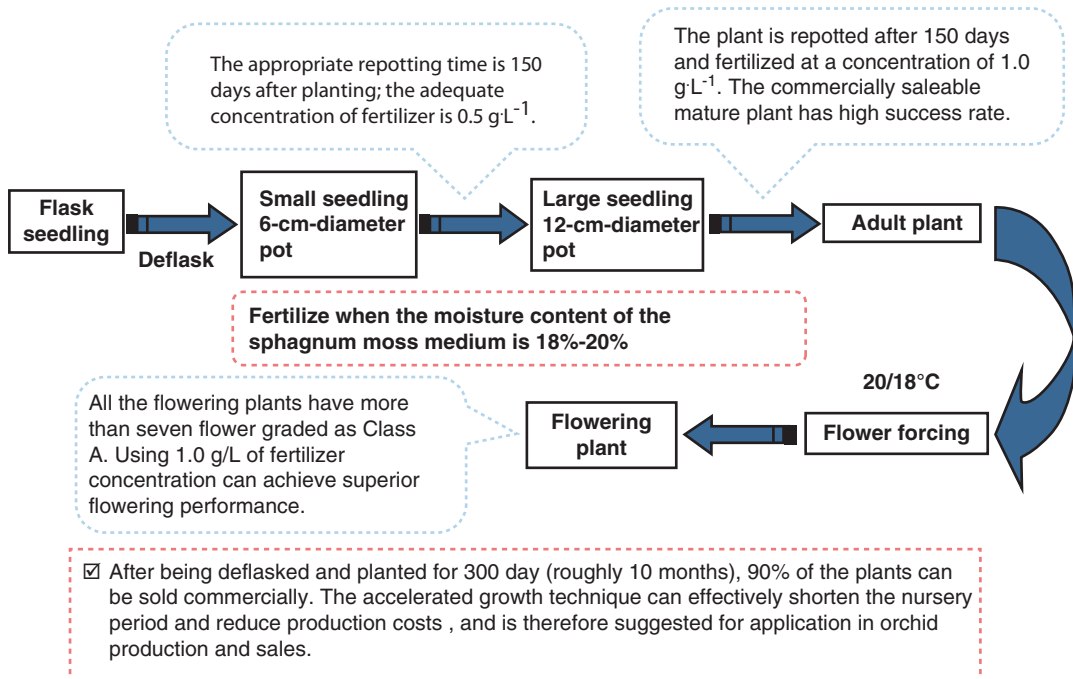 The appropriate repotting time is 150
days after planting; the adequate
concentration of fertilizer is 0.5 g·L⁻¹.
The plant is repotted after 150 days
and fertilized at a concentration of 1.0
g·L⁻¹. The commercially saleable
mature plant has high success rate.
Flask
seedling
Deflask
Small seedling
6-cm-diameter
pot
Large seedling
12-cm-diameter
pot
Adult plant
Fertilize when the moisture content of the
sphagnum moss medium is 18%-20%
20/18°C
Flower forcing
Flowering
plant
All the flowering plants have more
than seven flower graded as Class
A. Using 1.0 g/L of fertilizer
concentration can achieve superior
flowering performance.
☑ After being deflasked and planted for 300 day (roughly 10 months), 90% of the plants can
be sold commercially. The accelerated growth technique can effectively shorten the nursery
period and reduce production costs , and is therefore suggested for application in orchid
production and sales.